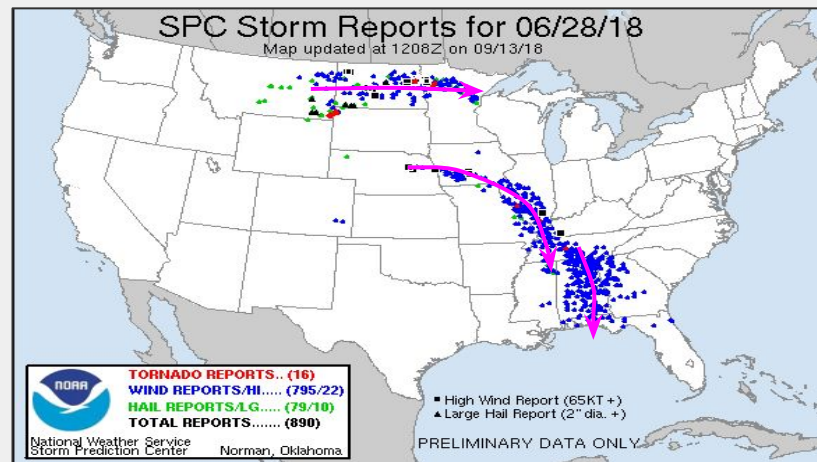 SPC Storm Reports for 06/28/18
Map updated at 1208Z on 09/13/18
NOAA
TORNADO REPORTS.. (16)
WIND REPORTS/HI..... (795/22)
HAIL REPORTS/LG..... (79/10)
TOTAL REPORTS....... (890)
National Weather Service
Storm Prediction Center Norman, Oklahoma
High Wind Report (65KT +)
Large Hail Report (2" dia. +)
PRELIMINARY DATA ONLY